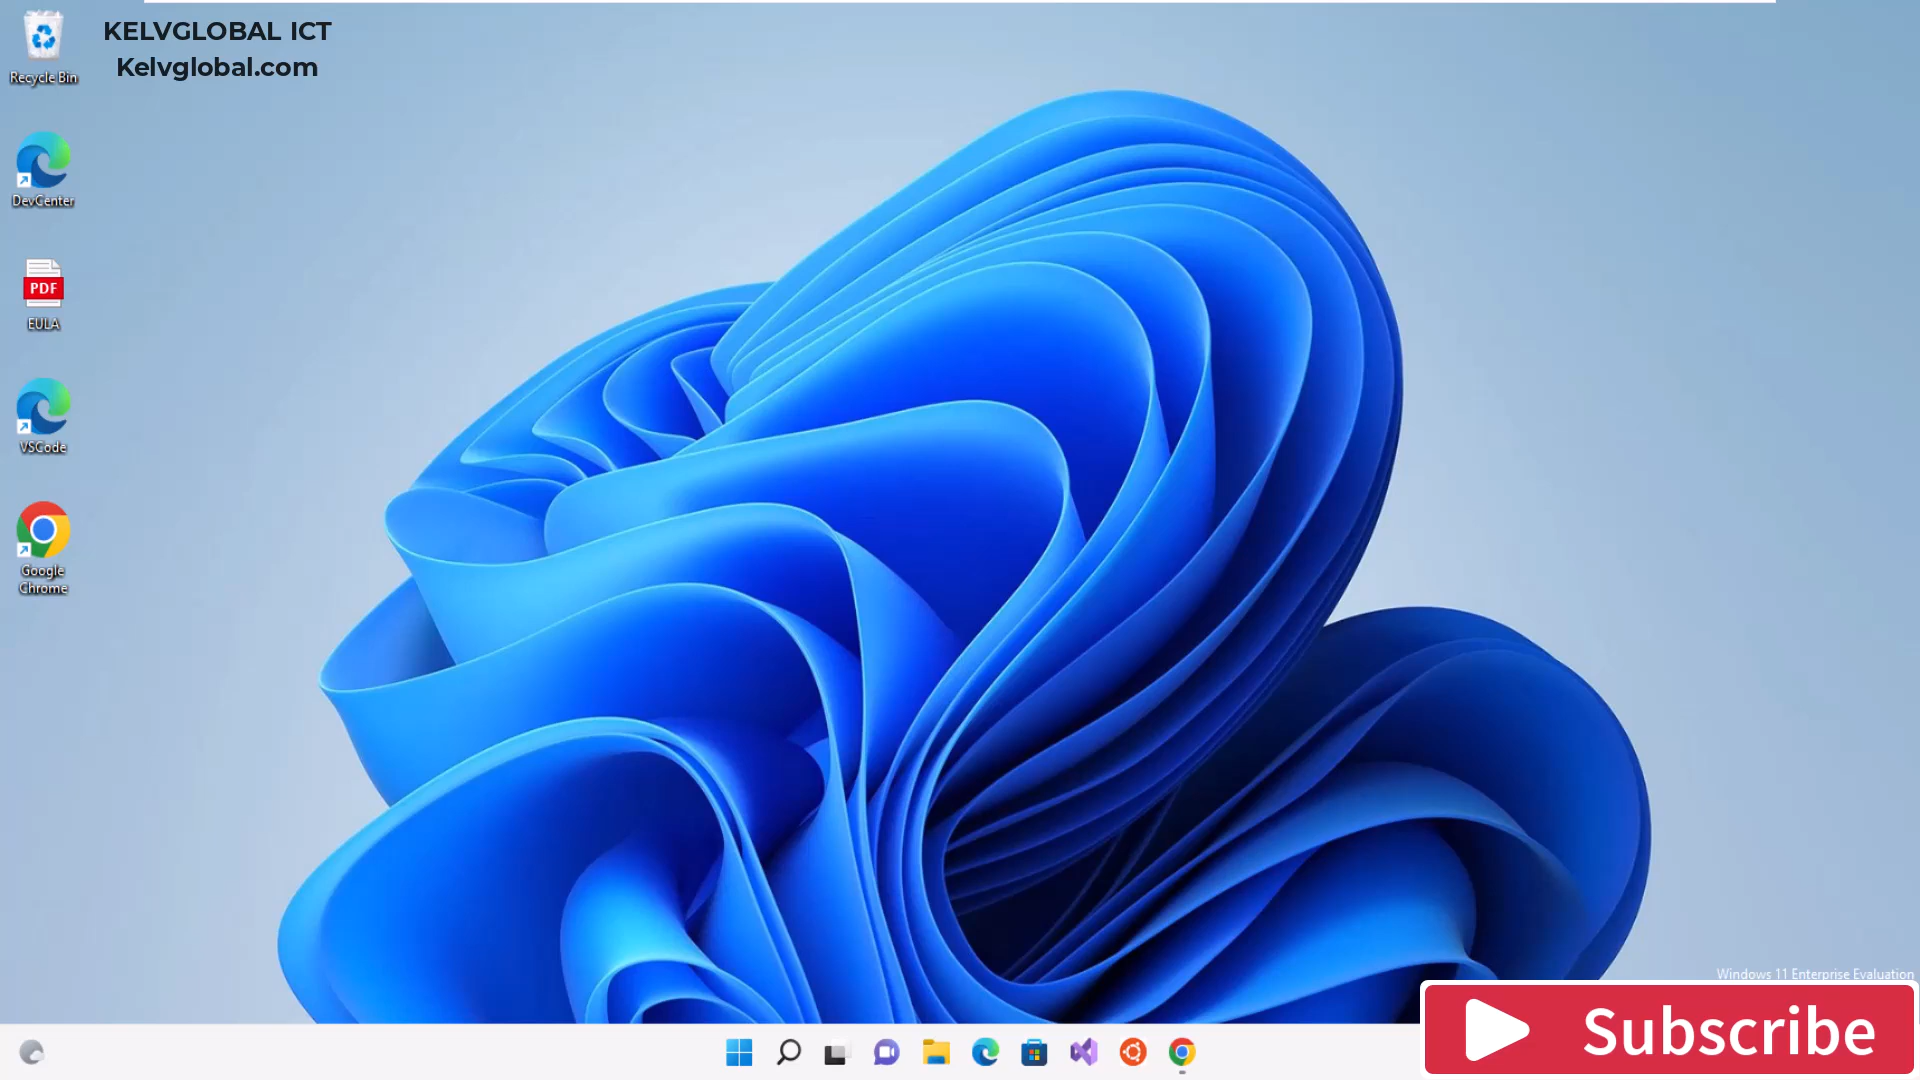 KELVGLOBAL ICT
Kelvglobal.com
Recycle Bin
DevCenter
PDF
EULA
VSCode
Google
Chrome
Windows 11 Enterprise Evaluation
Subscribe